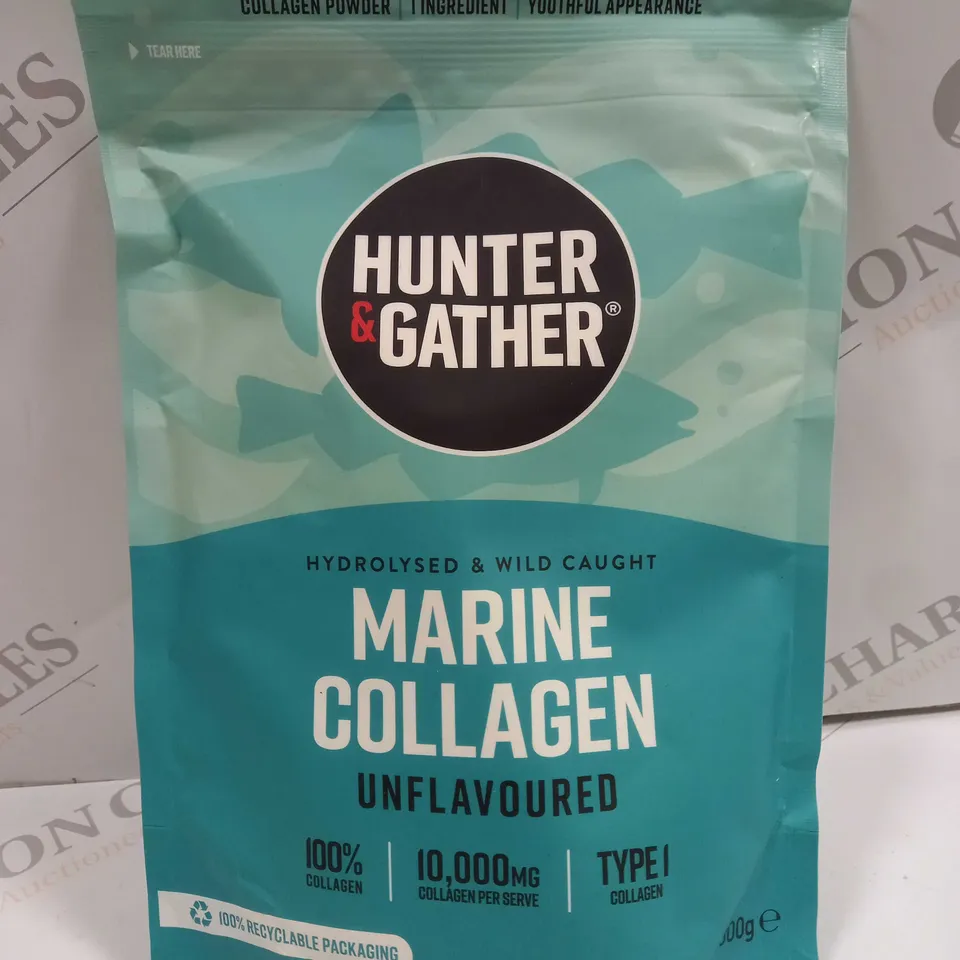 COLLAGEN POWDER | 1 INGREDIENT | YOUTHFUL APPEARANCE
TEAR HERE
HUNTER
&GATHER®
HYDROLYSED & WILD CAUGHT
MARINE
COLLAGEN
UNFLAVOURED
100%
COLLAGEN
10,000MG
COLLAGEN PER SERVE
TYPE I
COLLAGEN
00g e
100% RECYCLABLE PACKAGING